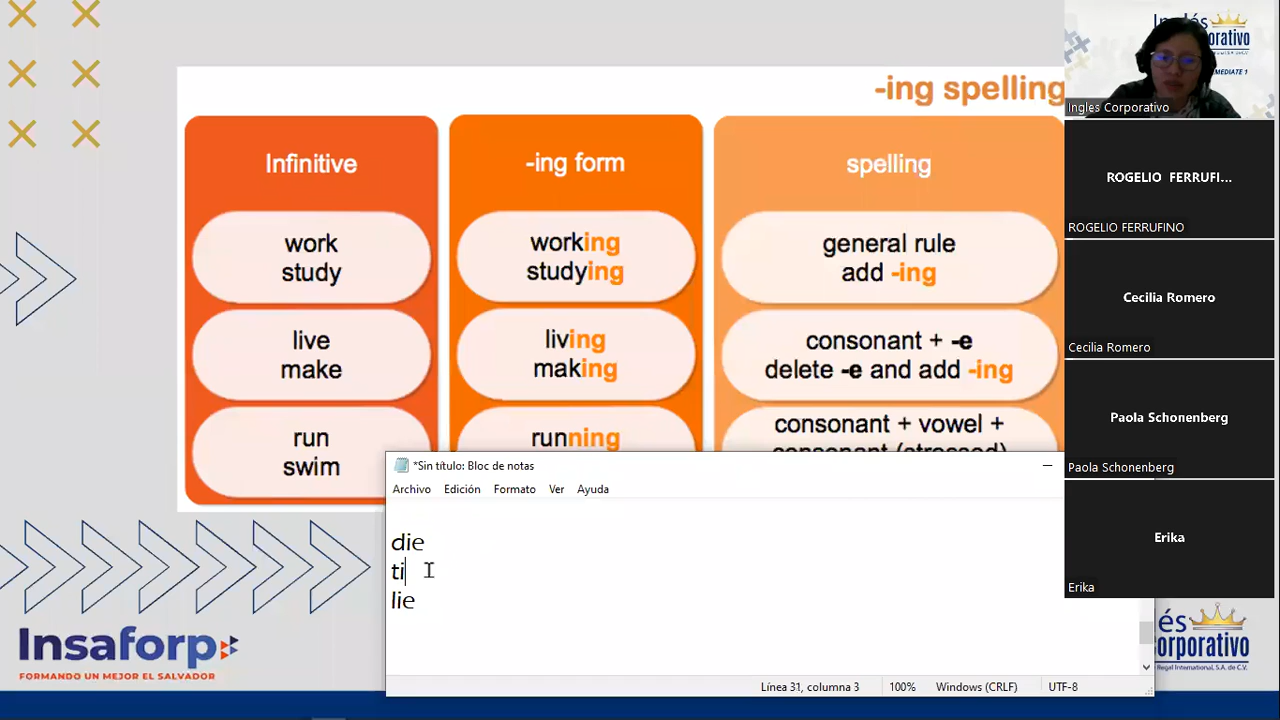 -ing spelling
Infinitive
-ing form
spelling
work
study
working
studying
general rule
add -ing
live
make
living
making
consonant + -e
delete -e and add -ing
run
swim
running
consonant + vowel +
consonant (stressed)
*Sin título: Bloc de notas
Archivo Edición Formato Ver Ayuda
die
ti
lie
Línea 31, columna 3 100% Windows (CRLF) UTF-8
Insaforp
FORMANDO UN MEJOR EL SALVADOR
Ingles Corporativo
ROGELIO FERRUFI...
ROGELIO FERRUFINO
Cecilia Romero
Cecilia Romero
Paola Schonenberg
Paola Schonenberg
Erika
Erika
és
orporativo
Regal International, S.A. de C.V.